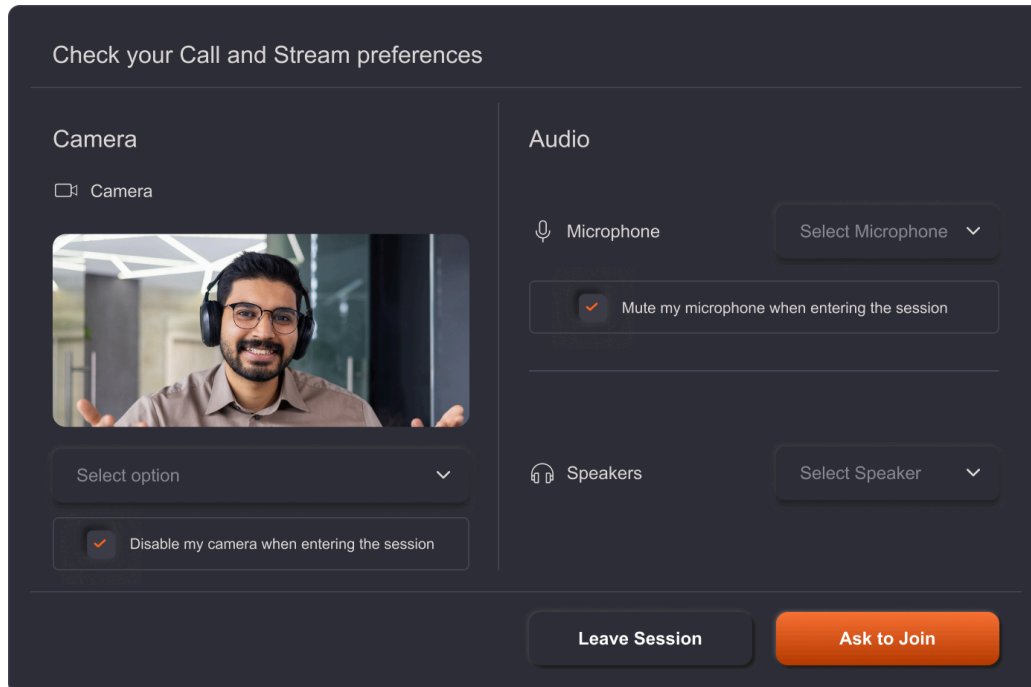 Check your Call and Stream preferences
Camera
Camera
Select option
Disable my camera when entering the session
Audio
Microphone
Select Microphone
Mute my microphone when entering the session
Speakers
Select Speaker
Leave Session
Ask to Join